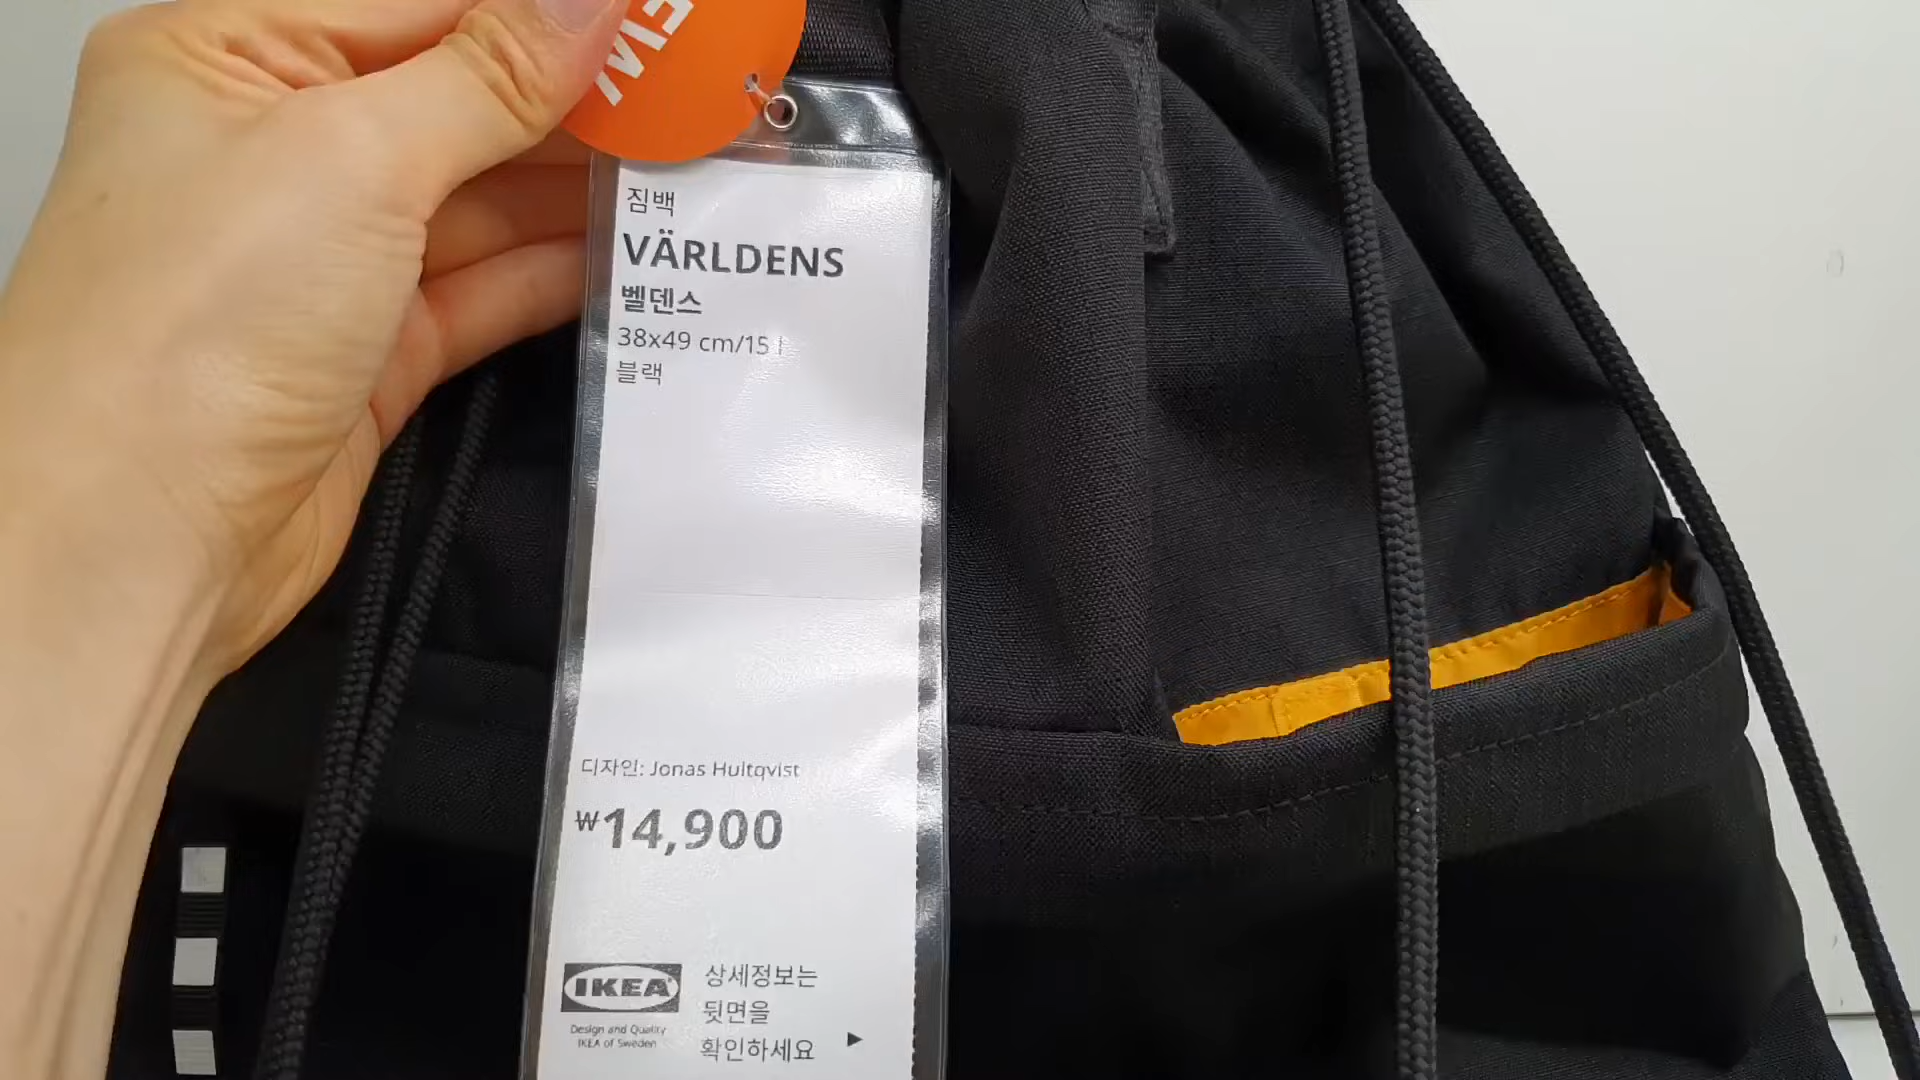 NEW
짐백
VÄRLDENS
벨덴스
38x49 cm/15 l
블랙
디자인: Jonas Hultqvist
₩14,900
IKEA
Design and Quality
IKEA of Sweden
상세정보는
뒷면을
확인하세요